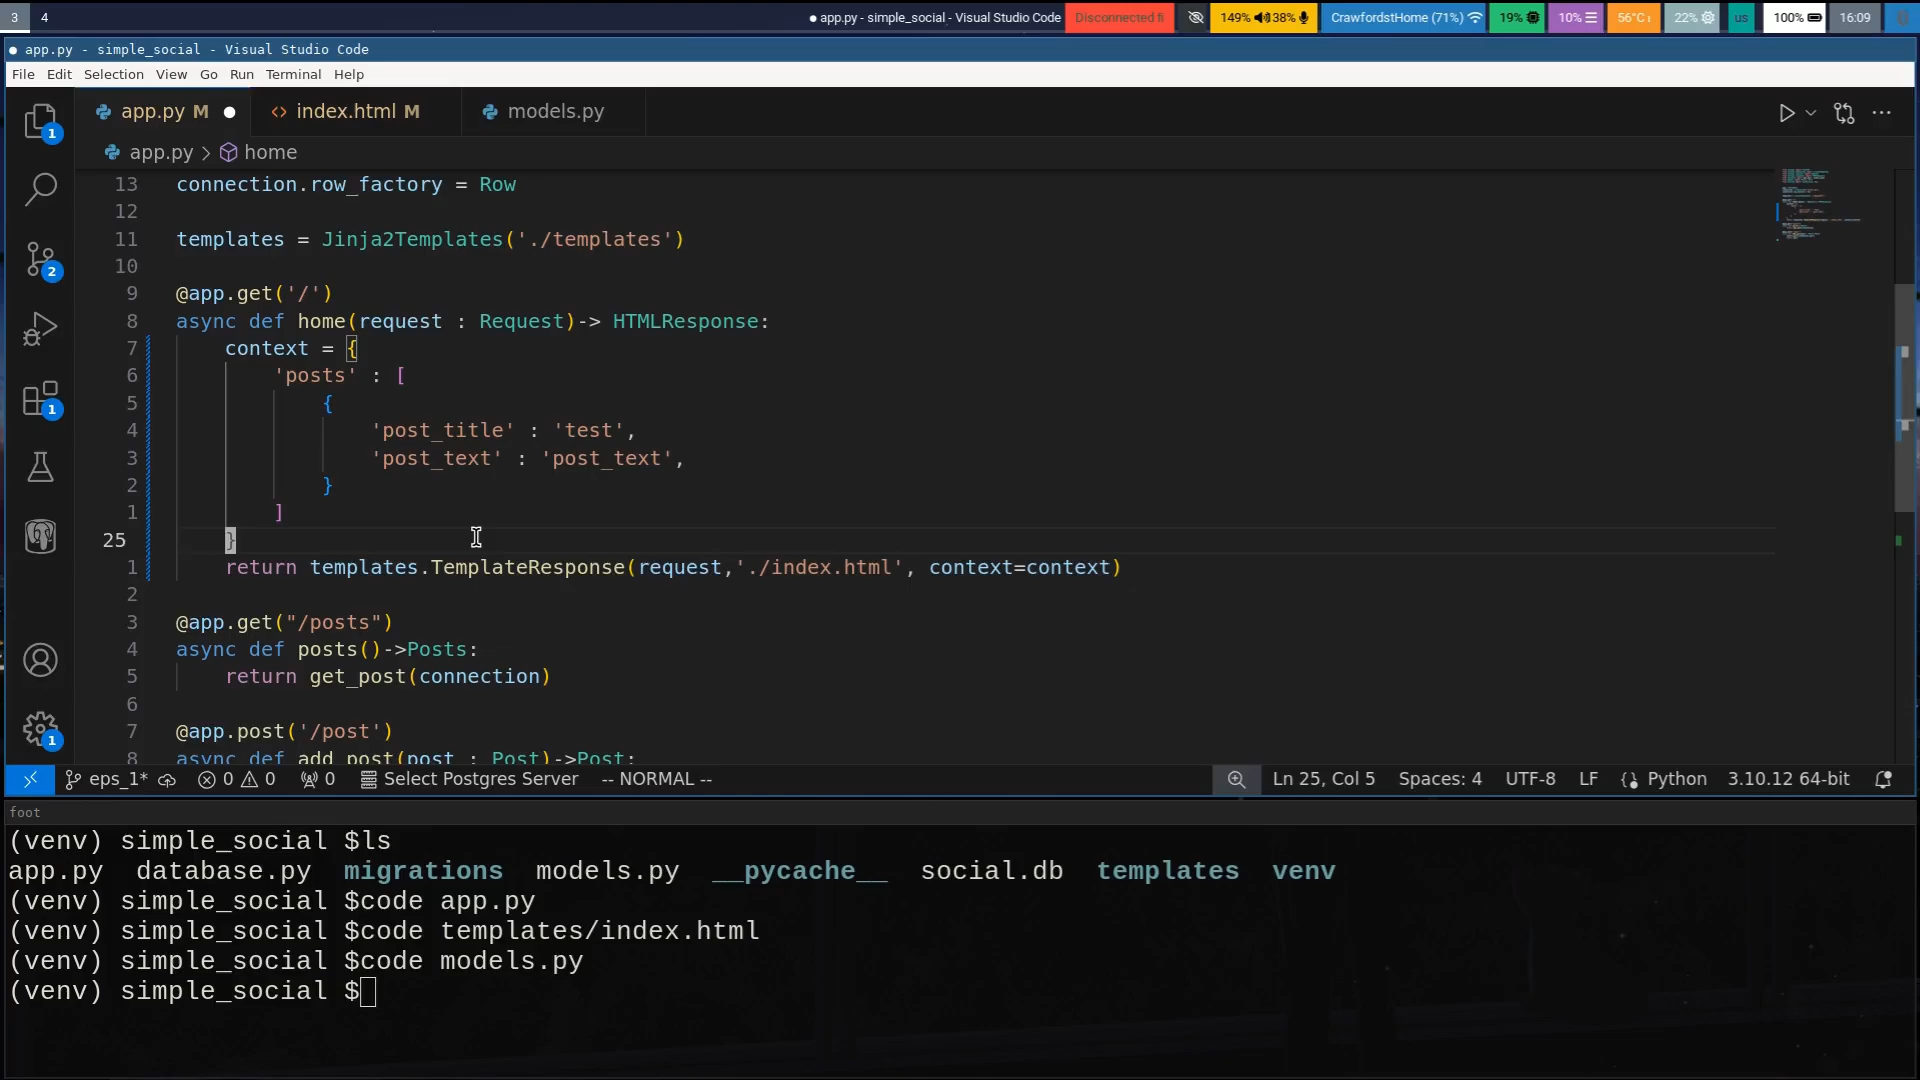 3 4 ● app.py - simple_social - Visual Studio Code Disconnected 149% 38% CrawfordstHome (71%) 19% 10% 56°C 22% us 100% 16:09
● app.py - simple_social - Visual Studio Code
File Edit Selection View Go Run Terminal Help
app.py M ● <> index.html M models.py
app.py > home
13 connection.row_factory = Row
12
11 templates = Jinja2Templates('./templates')
10
9 @app.get('/')
8 async def home(request : Request)-> HTMLResponse:
7 context = {
6 'posts' : [
5 {
4 'post_title' : 'test',
3 'post_text' : 'post_text',
2 }
1 ]
25 }
1 return templates.TemplateResponse(request,'./index.html', context=context)
2
3 @app.get("/posts")
4 async def posts()->Posts:
5 return get_post(connection)
6
7 @app.post('/post')
8 async def add_post(post : Post)->Post:
1
2
1
1
eps_1* 0 0 0 Select Postgres Server -- NORMAL -- Ln 25, Col 5 Spaces: 4 UTF-8 LF {} Python 3.10.12 64-bit
foot
(venv) simple_social $ls
app.py database.py migrations models.py __pycache__ social.db templates venv
(venv) simple_social $code app.py
(venv) simple_social $code templates/index.html
(venv) simple_social $code models.py
(venv) simple_social $